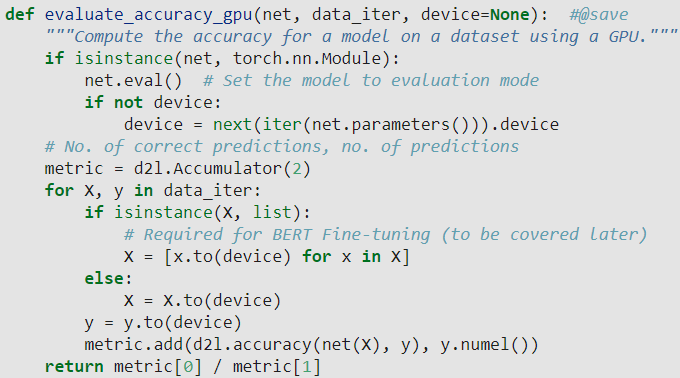 def evaluate_accuracy_gpu(net, data_iter, device=None):  #@save
    """Compute the accuracy for a model on a dataset using a GPU."""
    if isinstance(net, torch.nn.Module):
        net.eval()  # Set the model to evaluation mode
        if not device:
            device = next(iter(net.parameters())).device
    # No. of correct predictions, no. of predictions
    metric = d2l.Accumulator(2)
    for X, y in data_iter:
        if isinstance(X, list):
            # Required for BERT Fine-tuning (to be covered later)
            X = [x.to(device) for x in X]
        else:
            X = X.to(device)
        y = y.to(device)
        metric.add(d2l.accuracy(net(X), y), y.numel())
    return metric[0] / metric[1]